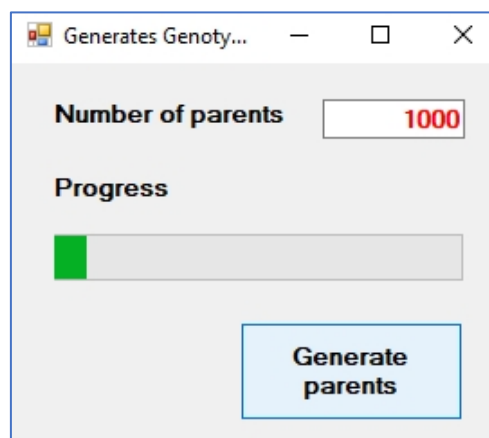 Generates Genoty...
Number of parents 1000
Progress
Generate
parents